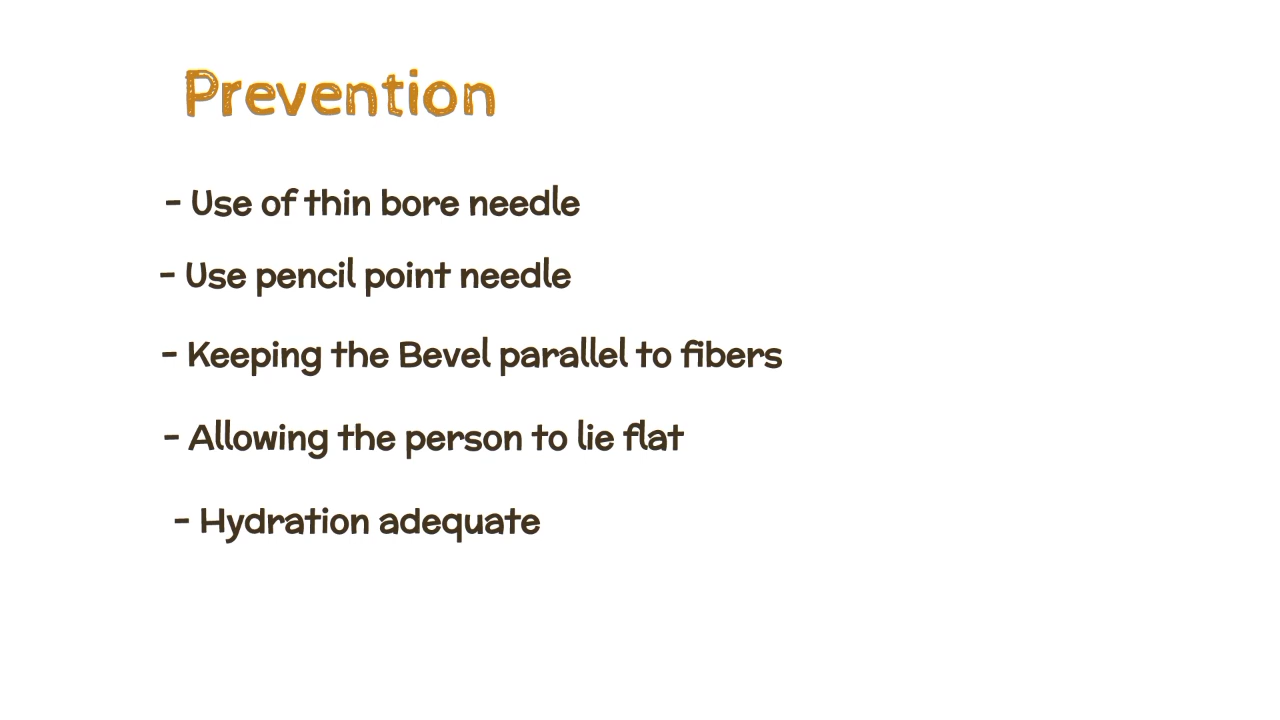 Prevention
- Use of thin bore needle
- Use pencil point needle
- Keeping the Bevel parallel to fibers
- Allowing the person to lie flat
- Hydration adequate